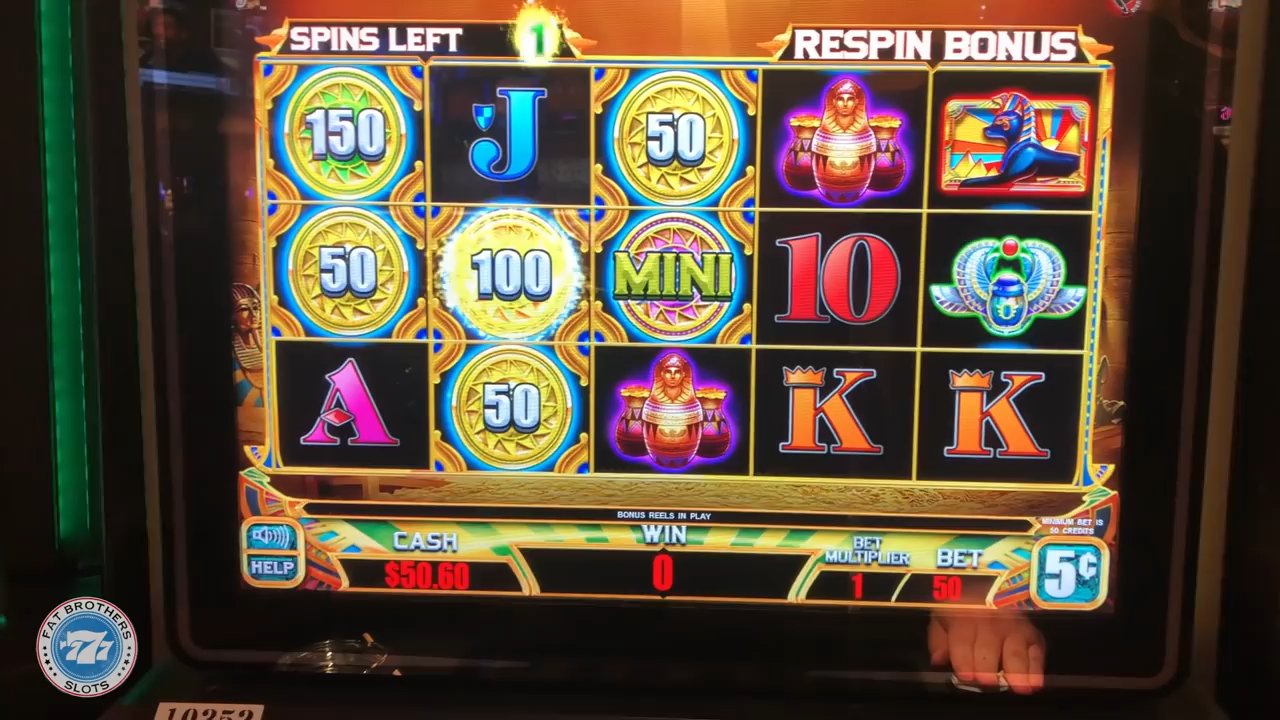 SPINS LEFT 1
RESPIN BONUS
150 J 50
50 100 MINI 10
A 50 K K
BONUS REELS IN PLAY
MINIMUM BET IS
50 CREDITS
HELP
CASH
$50.60
WIN
0
BET
MULTIPLIER
1
BET
50
5¢
FAT BROTHERS
777
SLOTS
10252